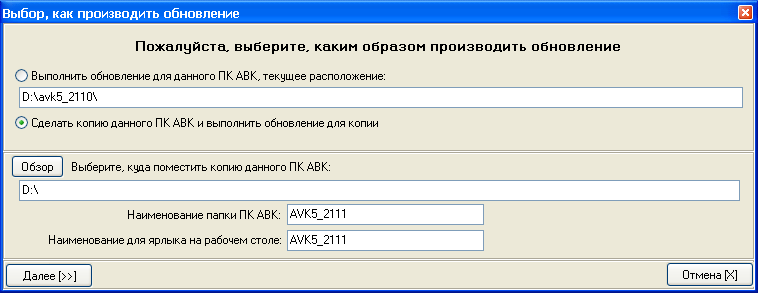 Выбор, как производить обновление
Пожалуйста, выберите, каким образом производить обновление
Выполнить обновление для данного ПК АВК, текущее расположение:
D:\avk5_2110\
Сделать копию данного ПК АВК и выполнить обновление для копии
Обзор Выберите, куда поместить копию данного ПК АВК:
D:\
Наименование папки ПК АВК: AVK5_2111
Наименование для ярлыка на рабочем столе: AVK5_2111
Далее [>>] Отмена [X]